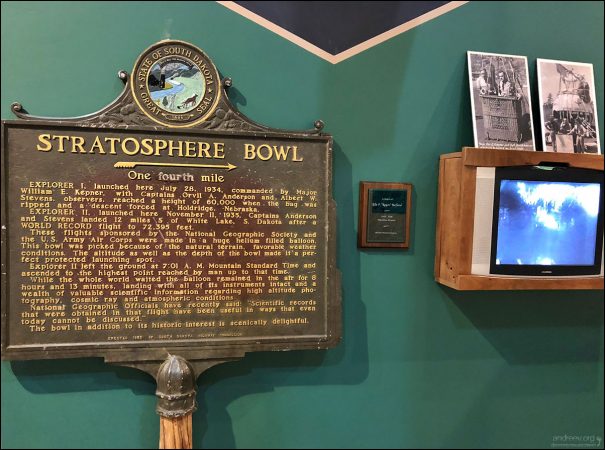 STATE OF SOUTH DAKOTA
GREAT SEAL
STRATOSPHERE BOWL
One fourth mile
EXPLORER I, launched here July 28, 1934, commanded by Major
William E. Kepner, with Captains Orvil A. Anderson and Albert W.
Stevens, observers, reached a height of 60,000 when the bag was
ripped and a descent forced at Holdridge, Nebraska.
EXPLORER II, launched here November 11, 1935, Captains Anderson
and Stevens landed 12 miles S of White Lake, S. Dakota after a
WORLD RECORD flight to 72,395 feet.
These flights sponsored by the National Geographic Society and
the U.S. Army Air Corps were made in a huge helium filled balloon.
This bowl was picked because of the natural terrain, favorable weather
conditions. The altitude as well as the depth of the bowl made it a per-
per protected launching spot.
Explorer II left the ground at 7:01 A. M. Mountain Standard Time and
ascended to the highest point reached by man up to that time.
While the whole world waited the balloon remained in the air for 8
hours and 13 minutes, landing with all of its instruments intact and a
wealth of valuable scientific information regarding high altitude pho-
tography, cosmic ray and atmospheric conditions.
National Geographic Officials have recently said: "Scientific records
that were obtained in that flight have been useful in ways that even
today cannot be discussed."
The bowl in addition to its historic interest is scenically delightful.
ERECTED BY SOUTH DAKOTA HIGHWAY COMMISSION
andreev.org